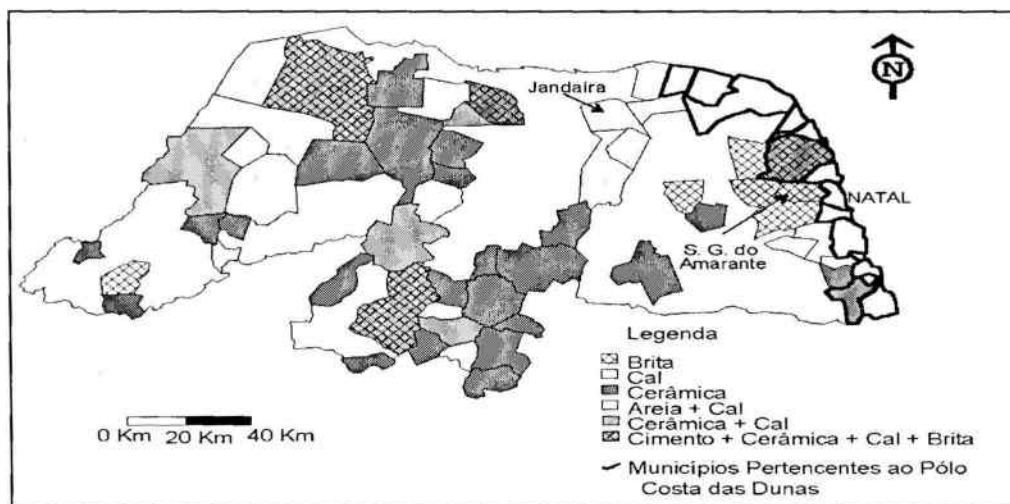 N
Jandaíra
NATAL
S. G. do
Amarante
Legenda
Brita
Cal
Cerâmica
Areia + Cal
Cerâmica + Cal
Cimento + Cerâmica + Cal + Brita
Municípios Pertencentes ao Pólo
Costa das Dunas
0 Km 20 Km 40 Km